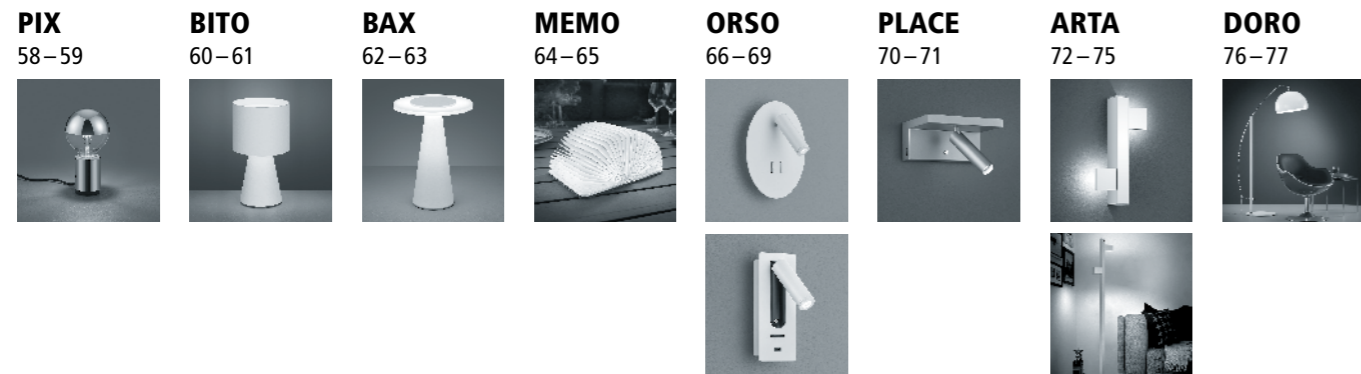 PIX
58 – 59
BITO
60 – 61
BAX
62 – 63
MEMO
64 – 65
ORSO
66 – 69
PLACE
70 – 71
ARTA
72 – 75
DORO
76 – 77